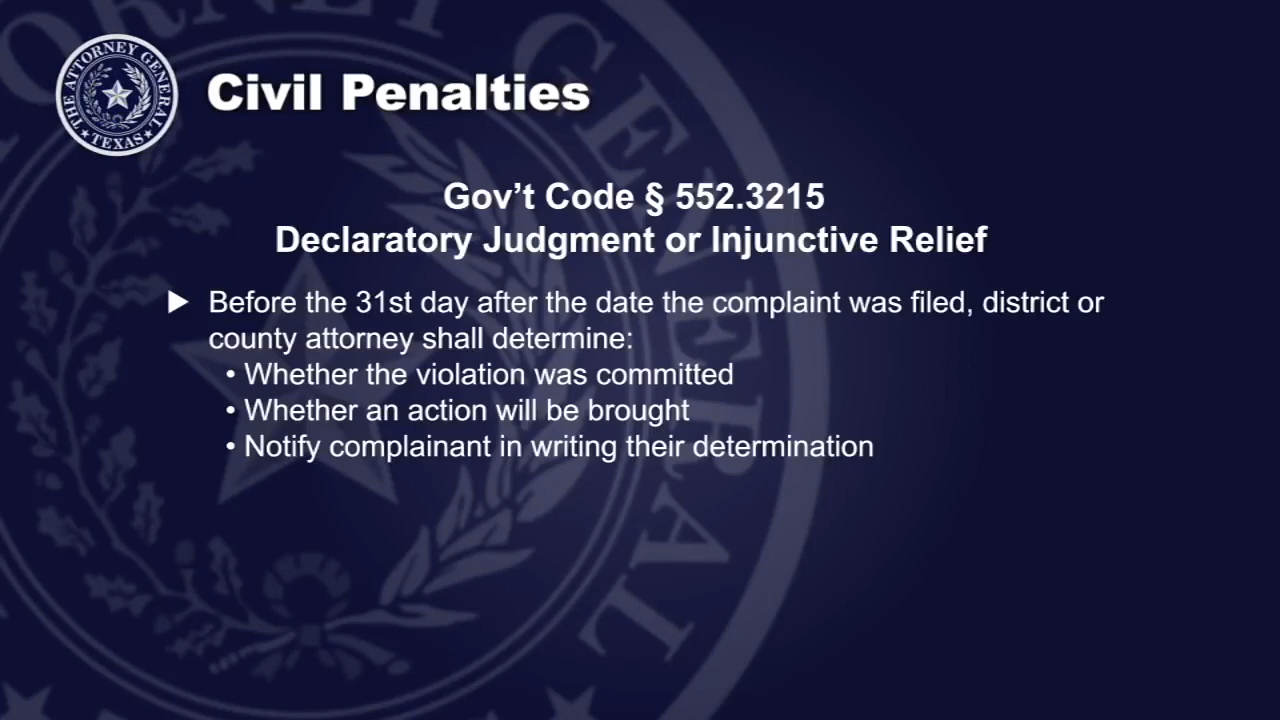 THE ATTORNEY GENERAL
★ TEXAS ★
Civil Penalties
Gov’t Code § 552.3215
Declaratory Judgment or Injunctive Relief
▶ Before the 31st day after the date the complaint was filed, district or
county attorney shall determine:
• Whether the violation was committed
• Whether an action will be brought
• Notify complainant in writing their determination
ORNEY GENERAL